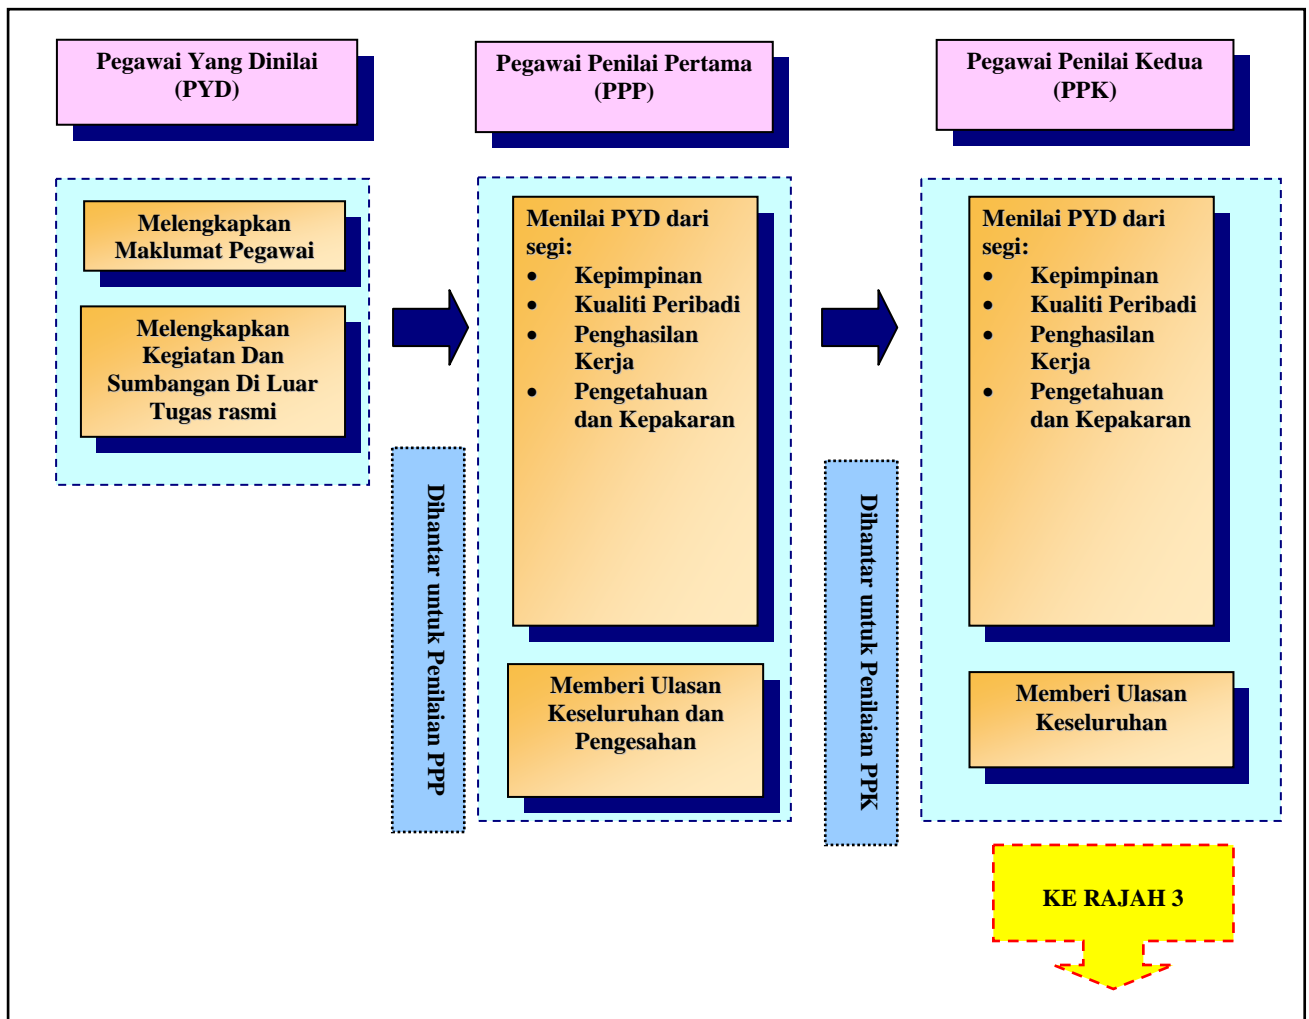 Pegawai Yang Dinilai
(PYD)
Pegawai Penilai Pertama
(PPP)
Pegawai Penilai Kedua
(PPK)
Melengkapkan
Maklumat Pegawai
Melengkapkan
Kegiatan Dan
Sumbangan Di Luar
Tugas rasmi
Dihantar untuk Penilaian PPP
Menilai PYD dari
segi:
• Kepimpinan
• Kualiti Peribadi
• Penghasilan
Kerja
• Pengetahuan
dan Kepakaran
Memberi Ulasan
Keseluruhan dan
Pengesahan
Dihantar untuk Penilaian PPK
Menilai PYD dari
segi:
• Kepimpinan
• Kualiti Peribadi
• Penghasilan
Kerja
• Pengetahuan
dan Kepakaran
Memberi Ulasan
Keseluruhan
KE RAJAH 3